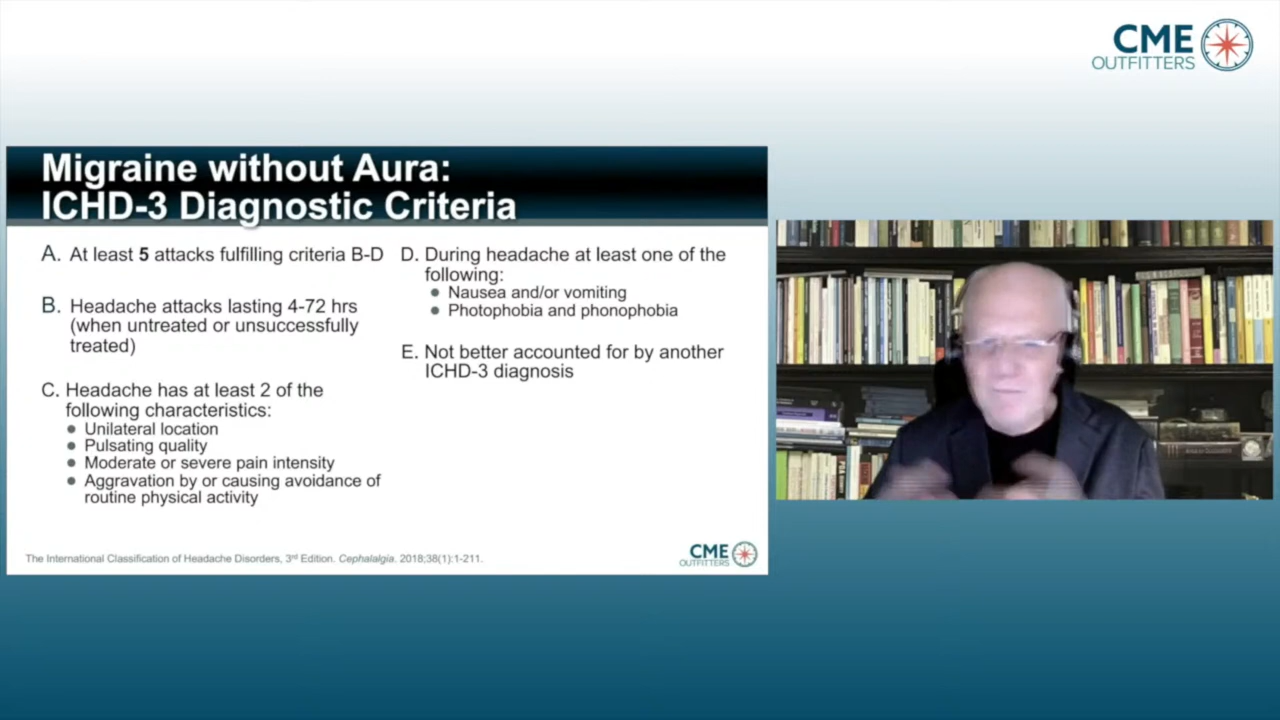 CME
OUTFITTERS
Migraine without Aura:
ICHD-3 Diagnostic Criteria
A. At least 5 attacks fulfilling criteria B-D
B. Headache attacks lasting 4-72 hrs
(when untreated or unsuccessfully
treated)
C. Headache has at least 2 of the
following characteristics:
● Unilateral location
● Pulsating quality
● Moderate or severe pain intensity
● Aggravation by or causing avoidance of
routine physical activity
D. During headache at least one of the
following:
● Nausea and/or vomiting
● Photophobia and phonophobia
E. Not better accounted for by another
ICHD-3 diagnosis
The International Classification of Headache Disorders, 3rd Edition. Cephalalgia. 2018;38(1):1-211.
CME
OUTFITTERS